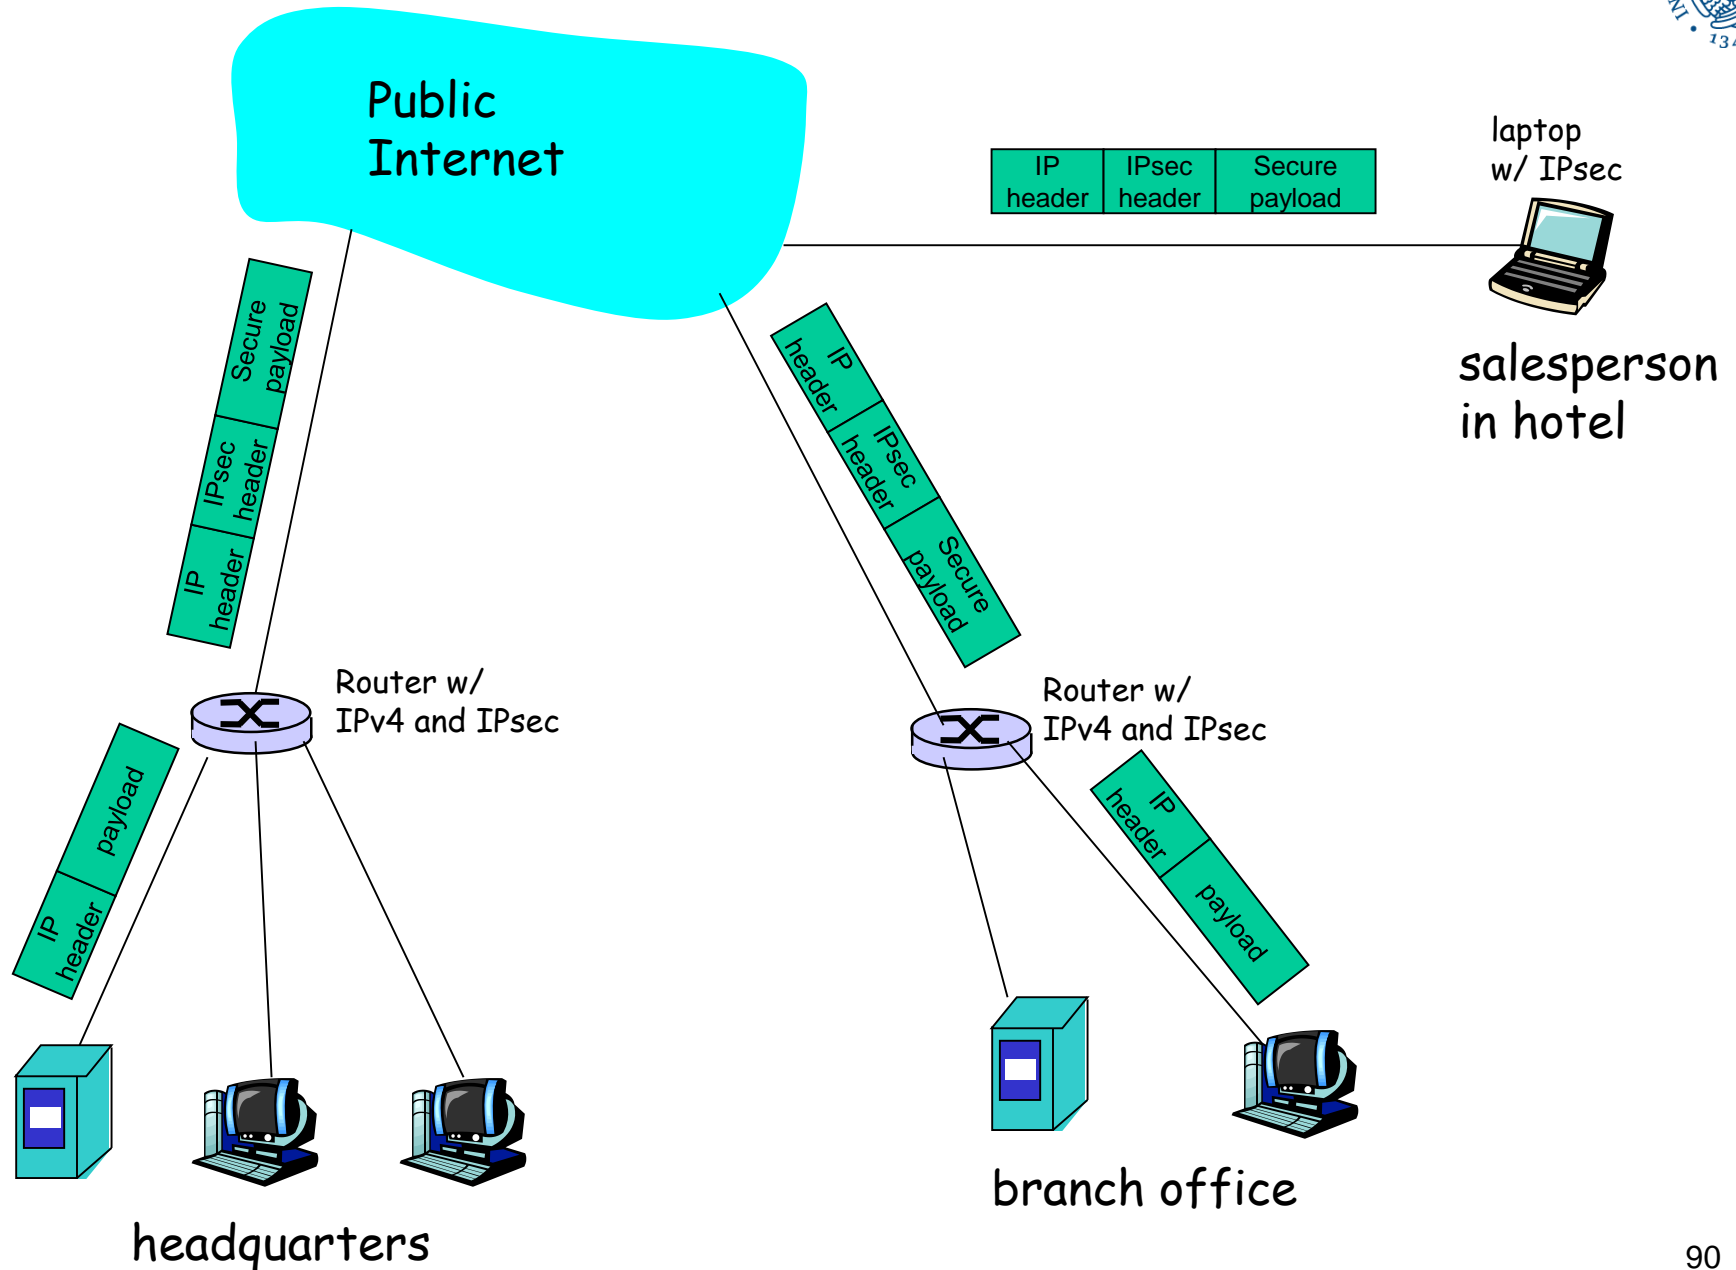 Public
Internet
IP
header
IPsec
header
Secure
payload
laptop
w/ IPsec
salesperson
in hotel
Secure
payload
IPsec
header
IP
header
IP
header
IPsec
header
Secure
payload
Router w/
IPv4 and IPsec
Router w/
IPv4 and IPsec
payload
IP
header
IP
header
payload
branch office
headquarters
90